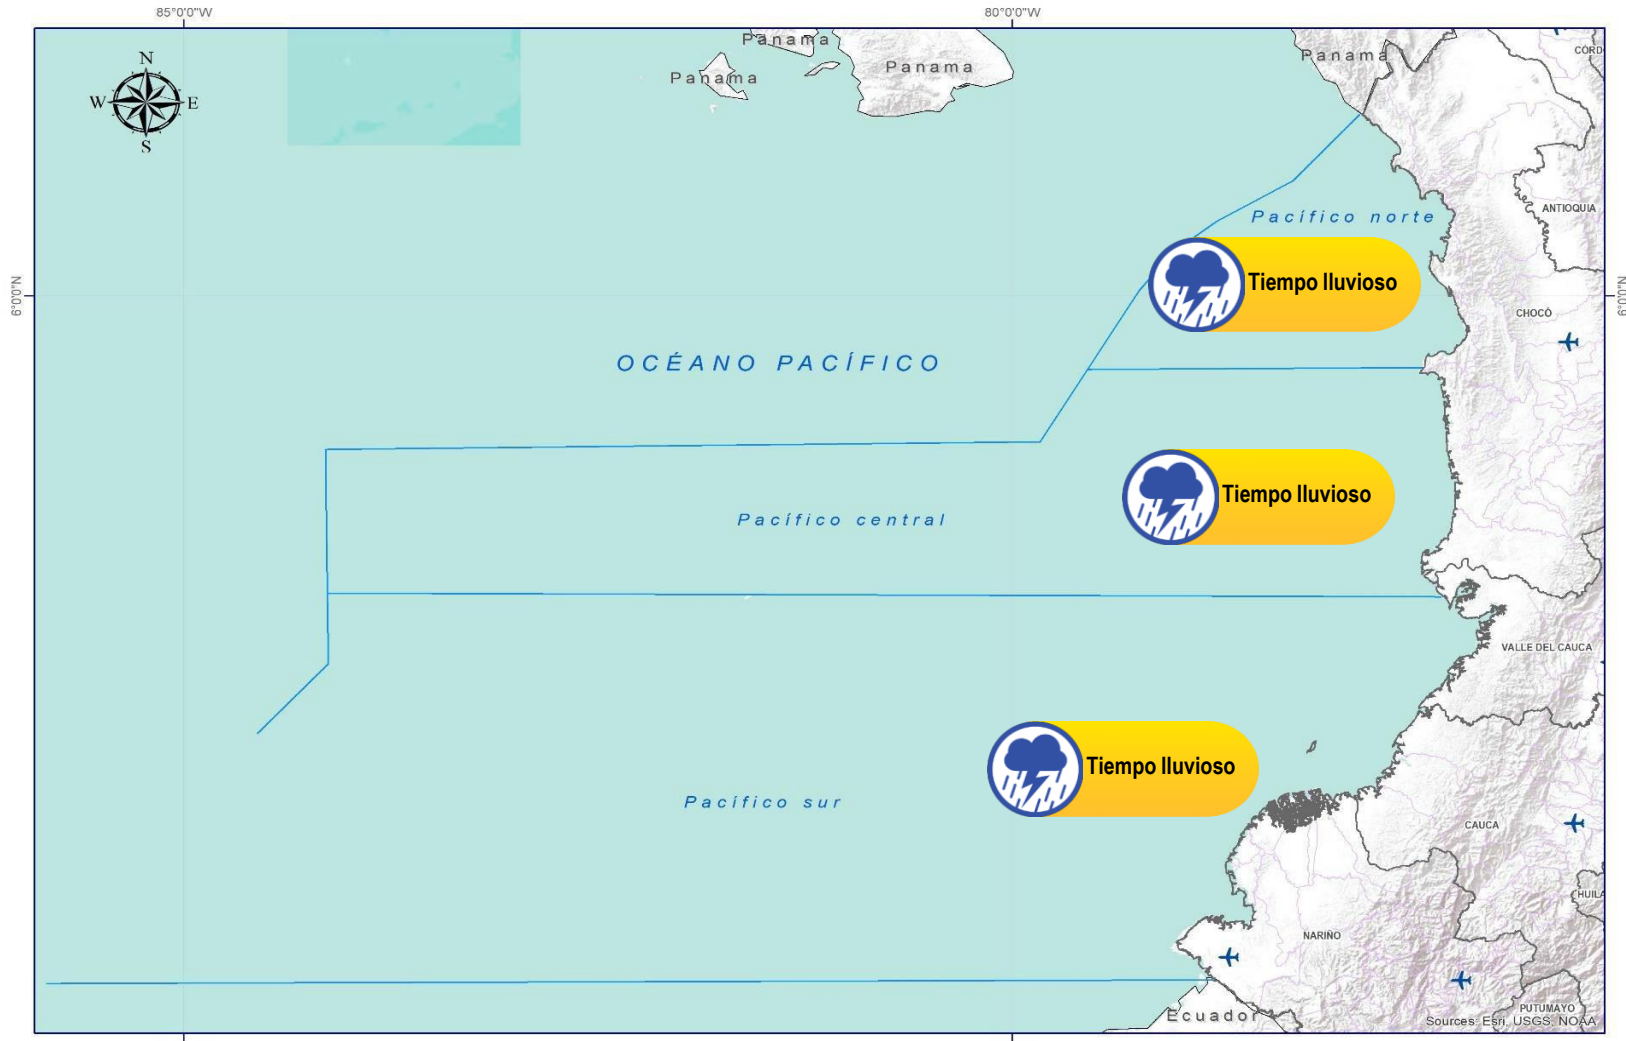 85°0'0"W
80°0'0"W
Panama
Panama
Panama
Panama
CÓRD
N
W
E
S
ANTIOQUIA
Pacífico norte
6°0'0"N
6°0'0"N
Tiempo lluvioso
CHOCÓ
OCÉANO PACÍFICO
Tiempo lluvioso
Pacífico central
VALLE DEL CAUCA
Tiempo lluvioso
Pacífico sur
CAUCA
HUILA
NARIÑO
PUTUMAYO
Ecuador
Sources: Esri, USGS, NOAA